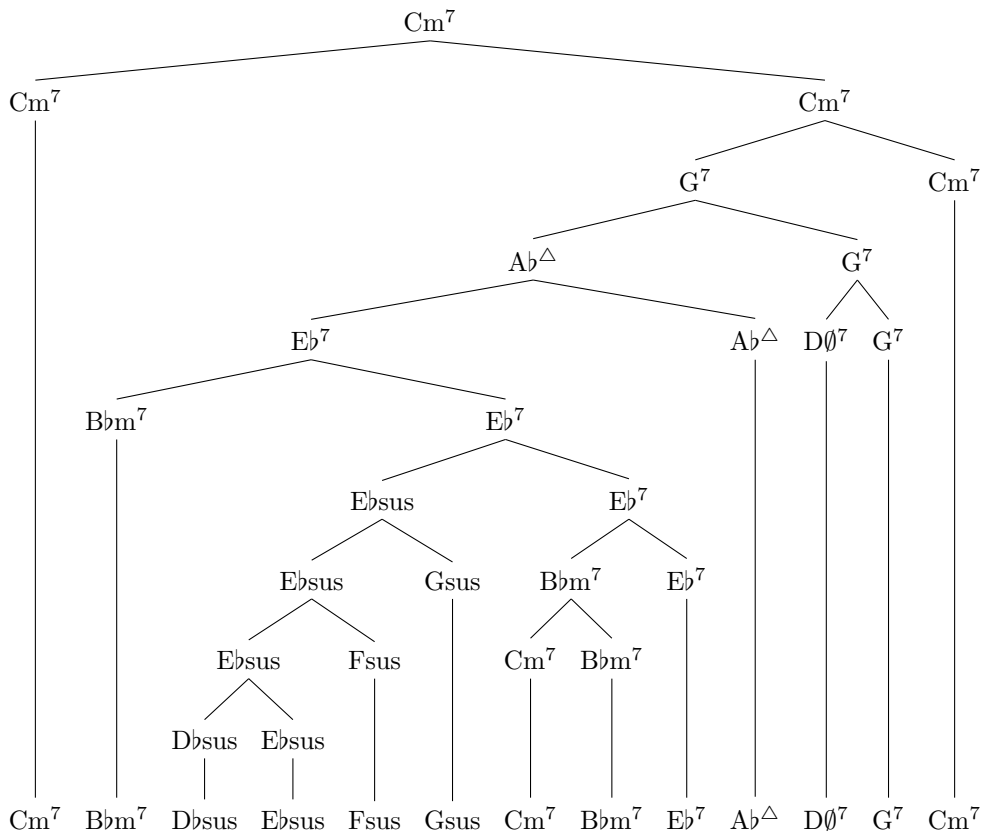 Cm⁷
Cm⁷ Cm⁷
G⁷ Cm⁷
A♭△ G⁷
E♭⁷ A♭△ D∅⁷ G⁷
B♭m⁷ E♭⁷
E♭sus E♭⁷
E♭sus Gsus B♭m⁷ E♭⁷
E♭sus Fsus Cm⁷ B♭m⁷
D♭sus E♭sus
Cm⁷ B♭m⁷ D♭sus E♭sus Fsus Gsus Cm⁷ B♭m⁷ E♭⁷ A♭△ D∅⁷ G⁷ Cm⁷